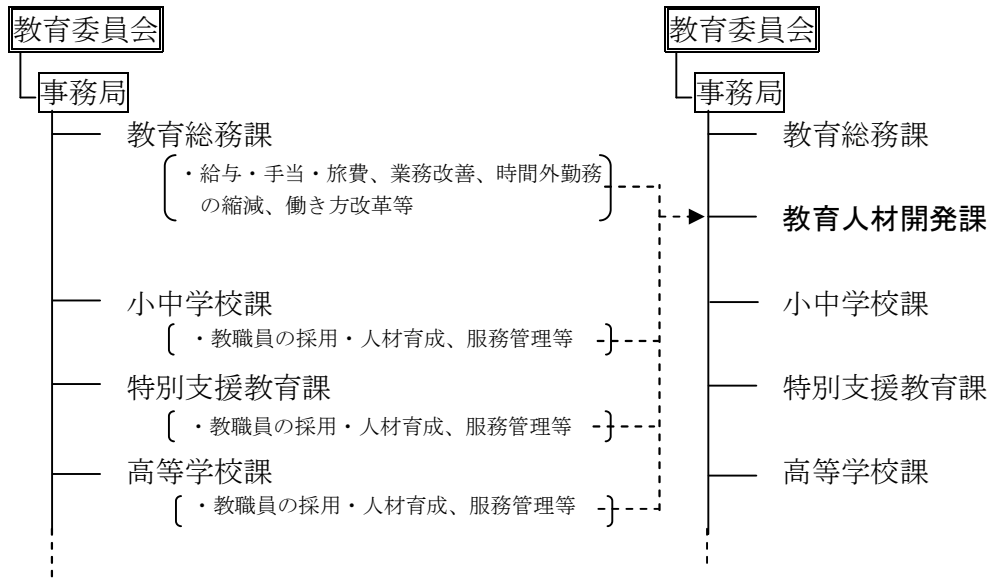 教育委員会
事務局
教育総務課
・給与・手当・旅費、業務改善、時間外勤務
の縮減、働き方改革等
小中学校課
・教職員の採用・人材育成、服務管理等
特別支援教育課
・教職員の採用・人材育成、服務管理等
高等学校課
・教職員の採用・人材育成、服務管理等
教育委員会
事務局
教育総務課
教育人材開発課
小中学校課
特別支援教育課
高等学校課